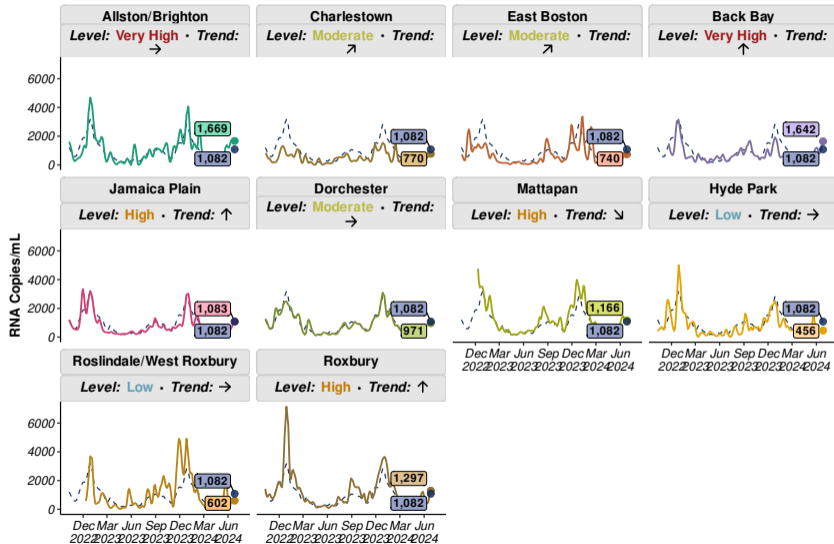 Allston/Brighton
Level: Very High · Trend:
→
Charlestown
Level: Moderate · Trend:
↗
East Boston
Level: Moderate · Trend:
↗
Back Bay
Level: Very High · Trend:
↑
6000
4000
2000
0
1,669
1,082
1,082
770
1,082
740
1,642
1,082
Jamaica Plain
Level: High · Trend: ↑
Dorchester
Level: Moderate · Trend:
→
Mattapan
Level: High · Trend: ↘
Hyde Park
Level: Low · Trend: →
RNA Copies/mL
6000
4000
2000
0
1,083
1,082
1,082
971
1,166
1,082
1,082
456
Dec Mar Jun Sep Dec Mar Jun
2022 2023 2023 2023 2023 2024 2024
Dec Mar Jun Sep Dec Mar Jun
2022 2023 2023 2023 2023 2024 2024
Roslindale/West Roxbury
Level: Low · Trend: →
Roxbury
Level: High · Trend: ↑
6000
4000
2000
0
1,082
602
1,297
1,082
Dec Mar Jun Sep Dec Mar Jun
2022 2023 2023 2023 2023 2024 2024
Dec Mar Jun Sep Dec Mar Jun
2022 2023 2023 2023 2023 2024 2024